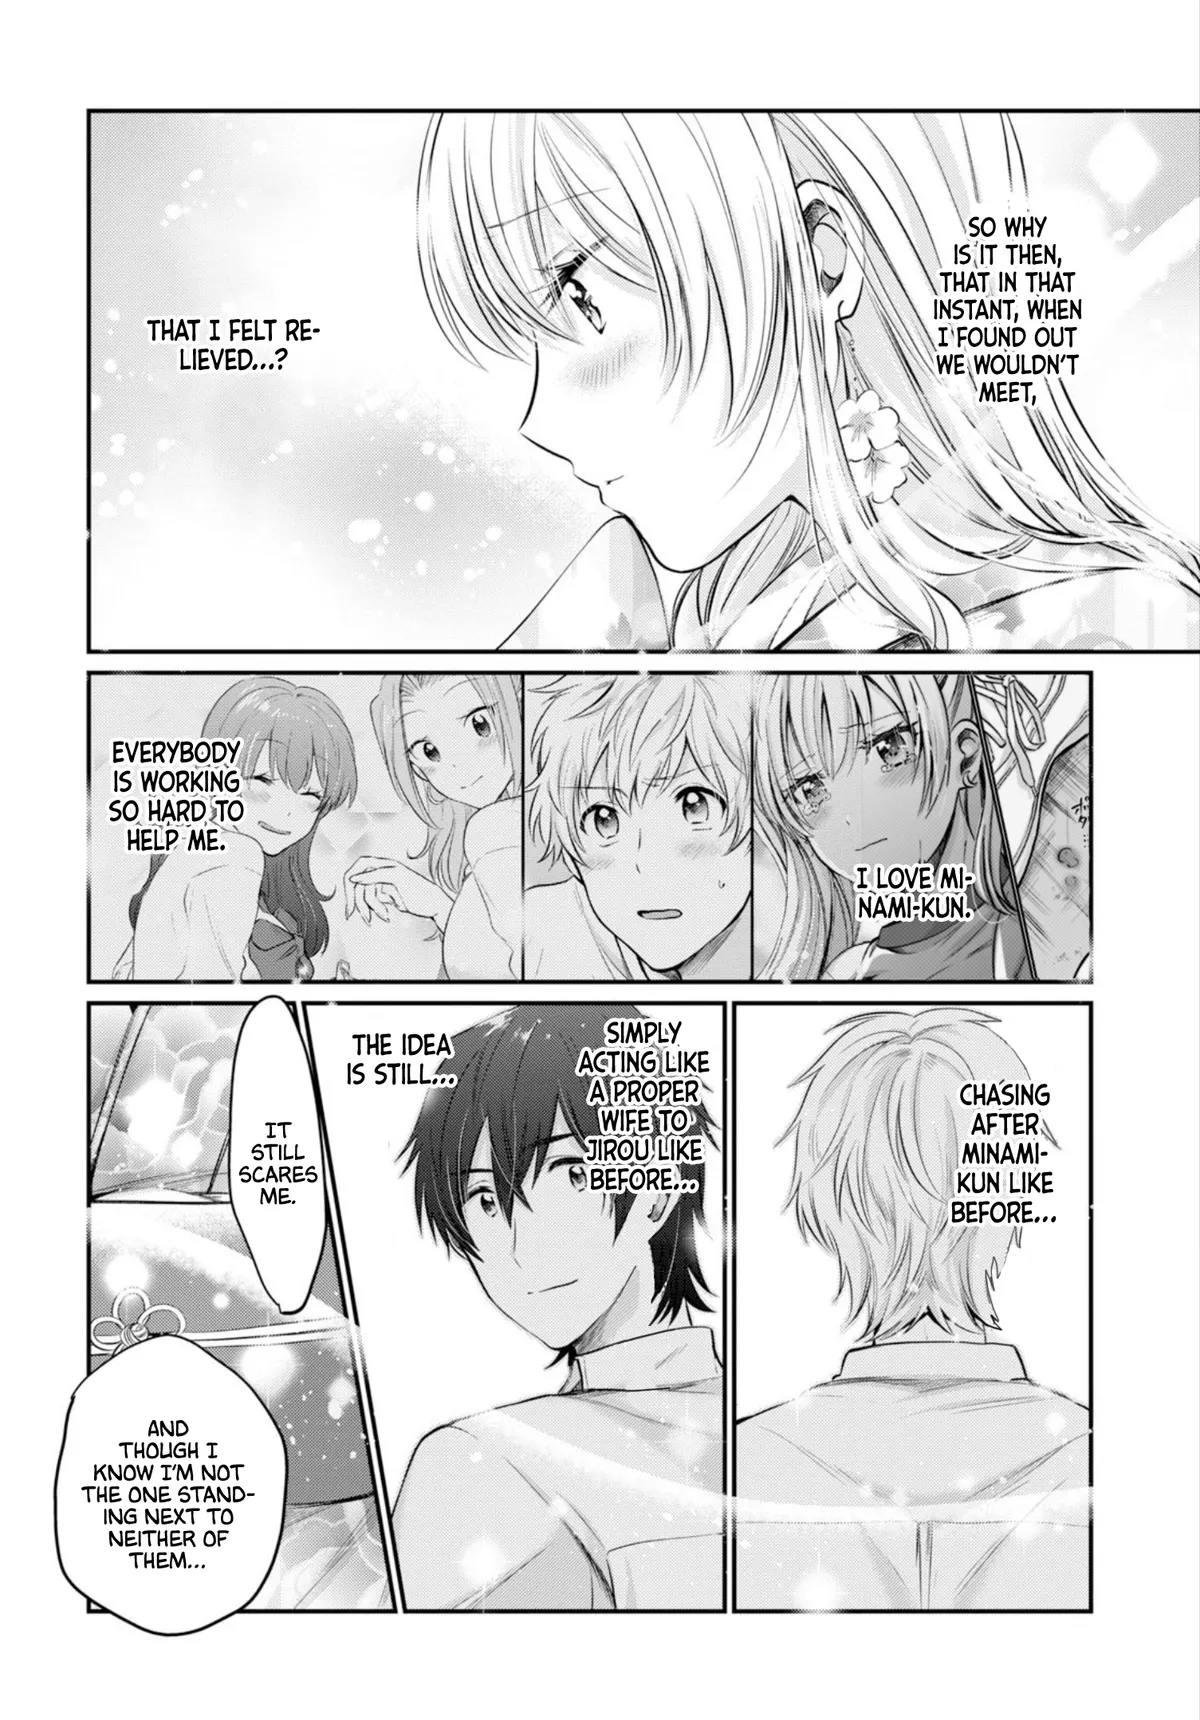 SO WHY
IS IT THEN,
THAT IN THAT
INSTANT, WHEN
I FOUND OUT
WE WOULDN'T
MEET,
THAT I FELT RE-
LIEVED...?
I LOVE MI-
NAMI-KUN.
EVERYBODY
IS WORKING
SO HARD TO
HELP ME.
CHASING
AFTER
MINAMI-
KUN LIKE
BEFORE...
SIMPLY
ACTING LIKE
A PROPER
WIFE TO
JIROU LIKE
BEFORE...
THE IDEA
IS STILL...
IT
STILL
SCARES
ME.
AND
THOUGH I
KNOW I'M NOT
THE ONE STAND-
ING NEXT TO
NEITHER OF
THEM...